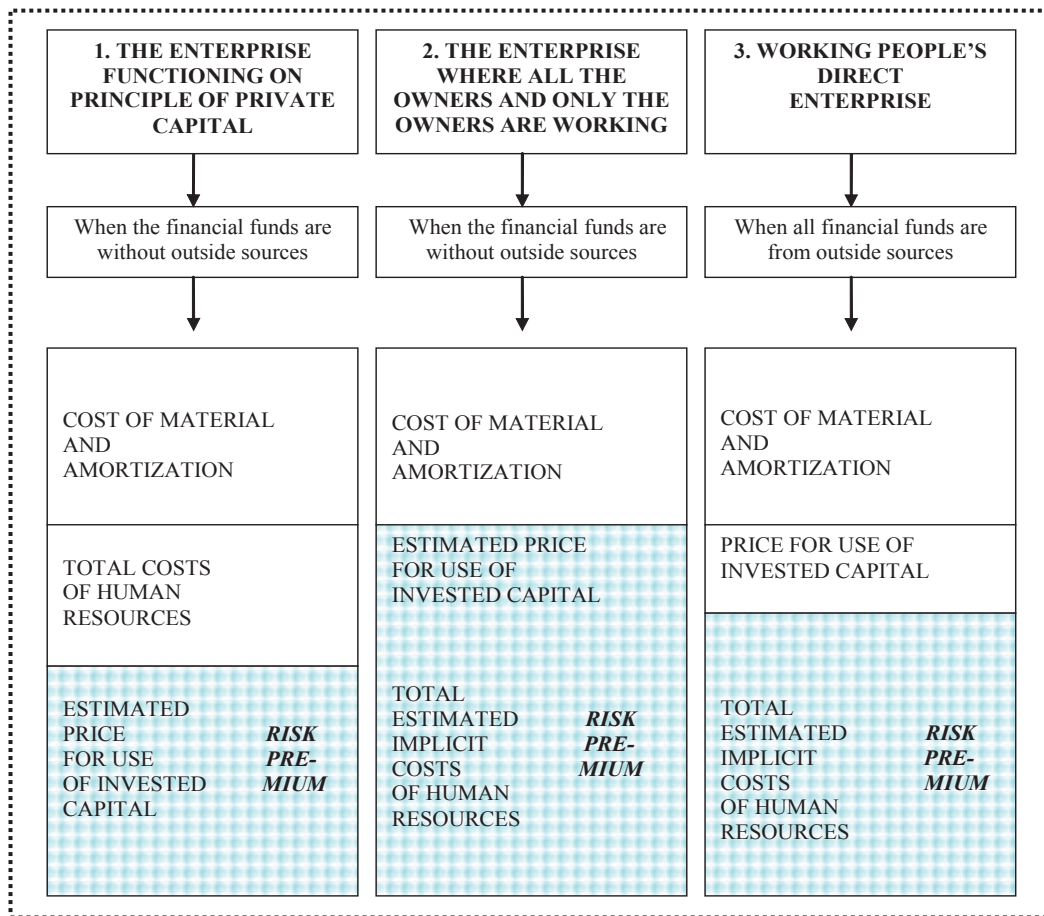 1. THE ENTERPRISE
FUNCTIONING ON
PRINCIPLE OF PRIVATE
CAPITAL
When the financial funds are
without outside sources
COST OF MATERIAL
AND
AMORTIZATION
TOTAL COSTS
OF HUMAN
RESOURCES
ESTIMATED
PRICE RISK
FOR USE PRE-
OF INVESTED MIUM
CAPITAL
2. THE ENTERPRISE
WHERE ALL THE
OWNERS AND ONLY THE
OWNERS ARE WORKING
When the financial funds are
without outside sources
COST OF MATERIAL
AND
AMORTIZATION
ESTIMATED PRICE
FOR USE OF
INVESTED CAPITAL
TOTAL
ESTIMATED RISK
IMPLICIT PRE-
COSTS MIUM
OF HUMAN
RESOURCES
3. WORKING PEOPLE’S
DIRECT
ENTERPRISE
When all financial funds are
from outside sources
COST OF MATERIAL
AND
AMORTIZATION
PRICE FOR USE OF
INVESTED CAPITAL
TOTAL
ESTIMATED RISK
IMPLICIT PRE-
COSTS MIUM
OF HUMAN
RESOURCES